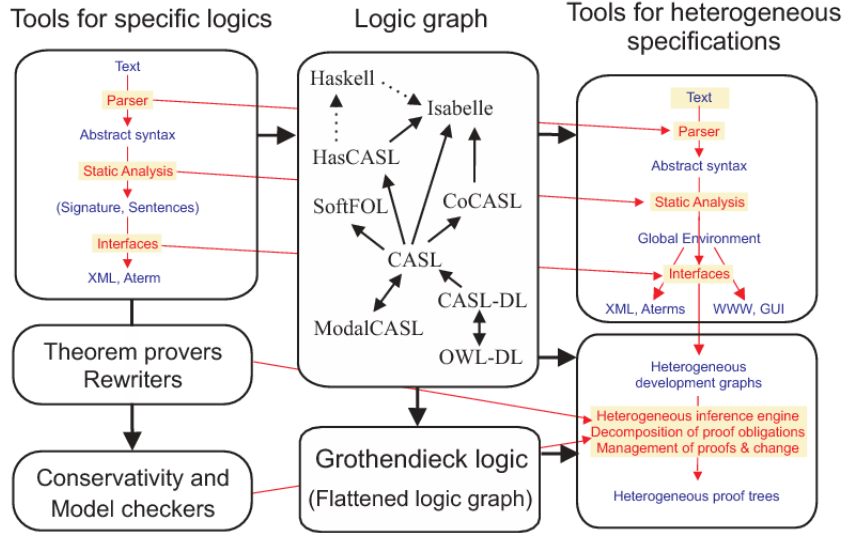 Tools for specific logics
Text
Parser
Abstract syntax
Static Analysis
(Signature, Sentences)
Interfaces
XML, Aterm
Theorem provers
Rewriters
Conservativity and
Model checkers
Logic graph
Haskell
Isabelle
HasCASL
SoftFOL
CoCASL
CASL
CASL-DL
ModalCASL
OWL-DL
Grothendieck logic
(Flattened logic graph)
Tools for heterogeneous
specifications
Text
Parser
Abstract syntax
Static Analysis
Global Environment
Interfaces
XML, Aterms
WWW, GUI
Heterogeneous
development graphs
Heterogeneous inference engine
Decomposition of proof obligations
Management of proofs & change
Heterogeneous proof trees